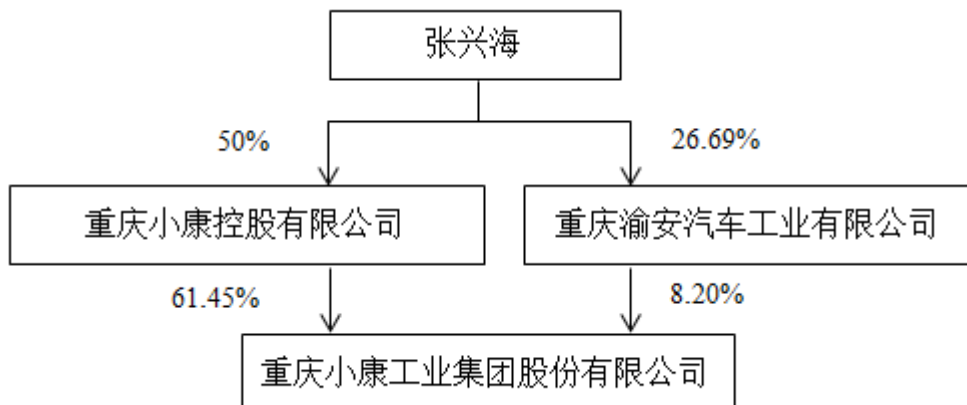 张兴海
50%
26.69%
重庆小康控股有限公司
重庆渝安汽车工业有限公司
61.45%
8.20%
重庆小康工业集团股份有限公司